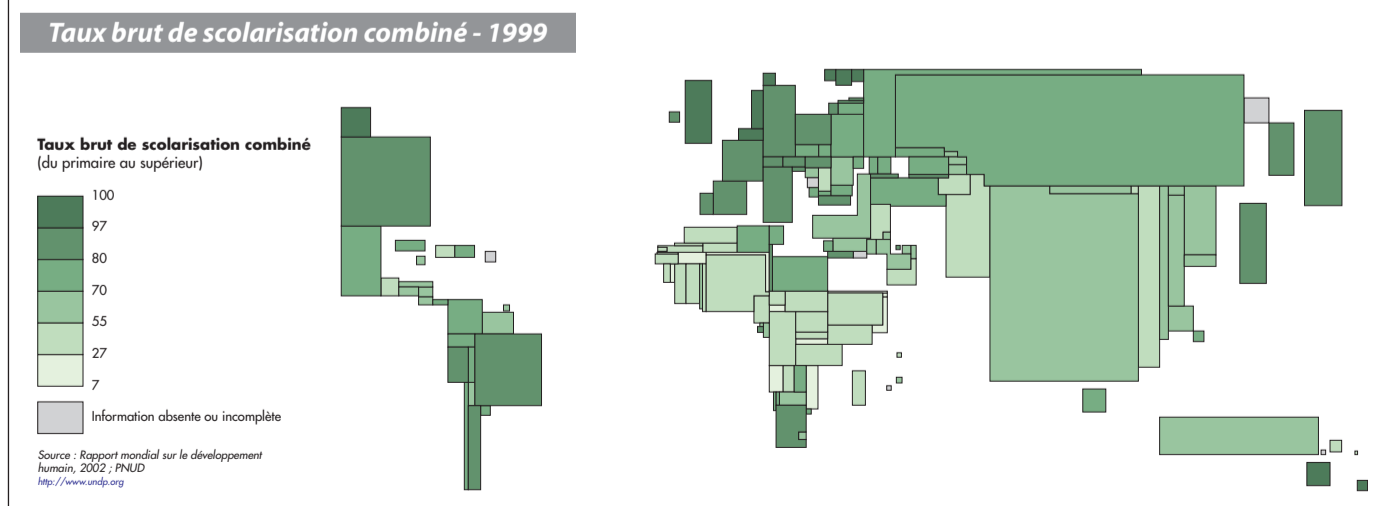 Taux brut de scolarisation combiné - 1999
Taux brut de scolarisation combiné
(du primaire au supérieur)
100
97
80
70
55
27
7
Information absente ou incomplète
Source : Rapport mondial sur le développement
humain, 2002 ; PNUD
http://www.undp.org